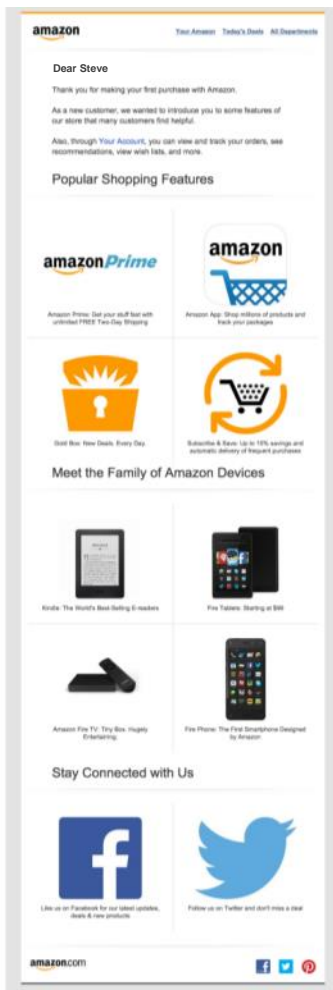 amazon
Your Amazon Today's Deals All Departments
Dear Steve
Thank you for making your first purchase with Amazon.
As a new customer, we wanted to introduce you to some features of
our store that many customers find helpful.
Also, through Your Account, you can view and track your orders, see
recommendations, view wish lists, and more.
Popular Shopping Features
amazonPrime
amazon
Amazon Prime: Get your stuff fast with
unlimited FREE Two-Day Shipping
Amazon App: Shop millions of products and
track your packages
Gold Box: New Deals. Every Day
Subscribe & Save: Up to 15% savings and
automatic delivery of frequent purchases
Meet the Family of Amazon Devices
Kindle: The World's Best-Selling E-readers
Fire Tablets: Starting at $99
Amazon Fire TV: Tiny Box. Hugely
Entertaining.
Fire Phone: The First Smartphone Designed
by Amazon
Stay Connected with Us
Like us on Facebook for our latest updates,
deals & new products
Follow us on Twitter and don't miss a deal
amazon.com